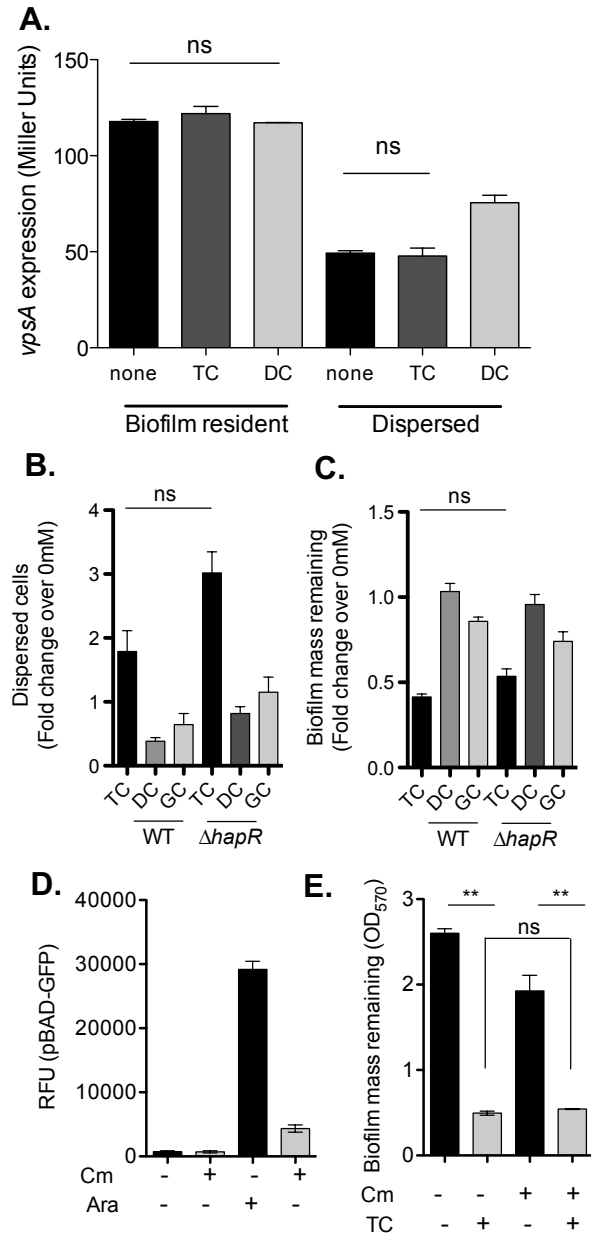 A.
vpsA expression (Miller Units)
150
100
50
0
ns
ns
none TC DC none TC DC
Biofilm resident Dispersed
B.
Dispersed cells
(Fold change over 0mM)
4
3
2
1
0
ns
TC DC GC TC DC GC
WT ΔhapR
C.
Biofilm mass remaining
(Fold change over 0mM)
1.5
1.0
0.5
0.0
ns
TC DC GC TC DC GC
WT ΔhapR
D.
RFU (pBAD-GFP)
40000
30000
20000
10000
0
Cm - + - +
Ara - - + +
E.
Biofilm mass remaining (OD570)
3
2
1
0
** **
ns
Cm - - + +
TC - + - +